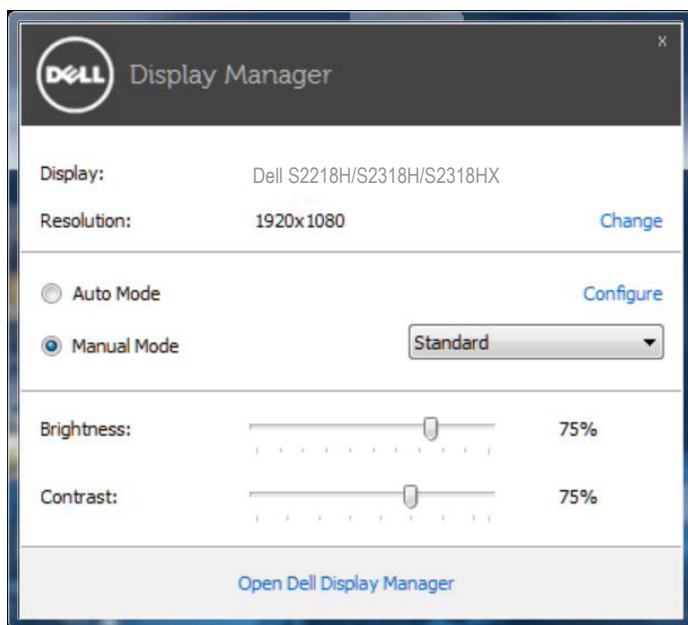 x
DELL Display Manager
Display: Dell S2218H/S2318H/S2318HX
Resolution: 1920x1080 Change
Auto Mode Configure
Manual Mode Standard
Brightness: 75%
Contrast: 75%
Open Dell Display Manager